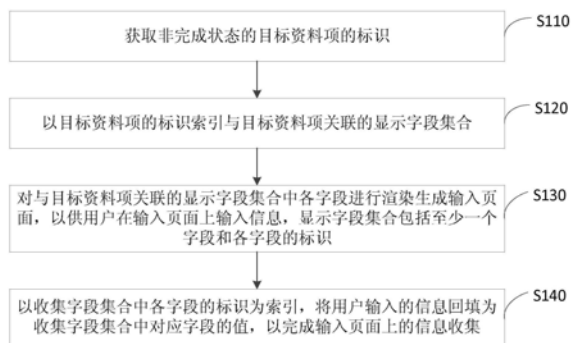 获取非完成状态的目标资料项的标识
S110
以目标资料项的标识索引与目标资料项关联的显示字段集合
S120
对与目标资料项关联的显示字段集合中各字段进行渲染生成输入页
面，以供用户在输入页面上输入信息，显示字段集合包括至少一个
字段和各字段的标识
S130
以收集字段集合中各字段的标识为索引，将用户输入的信息回填为
收集字段集合中对应字段的值，以完成输入页面上的信息收集
S140